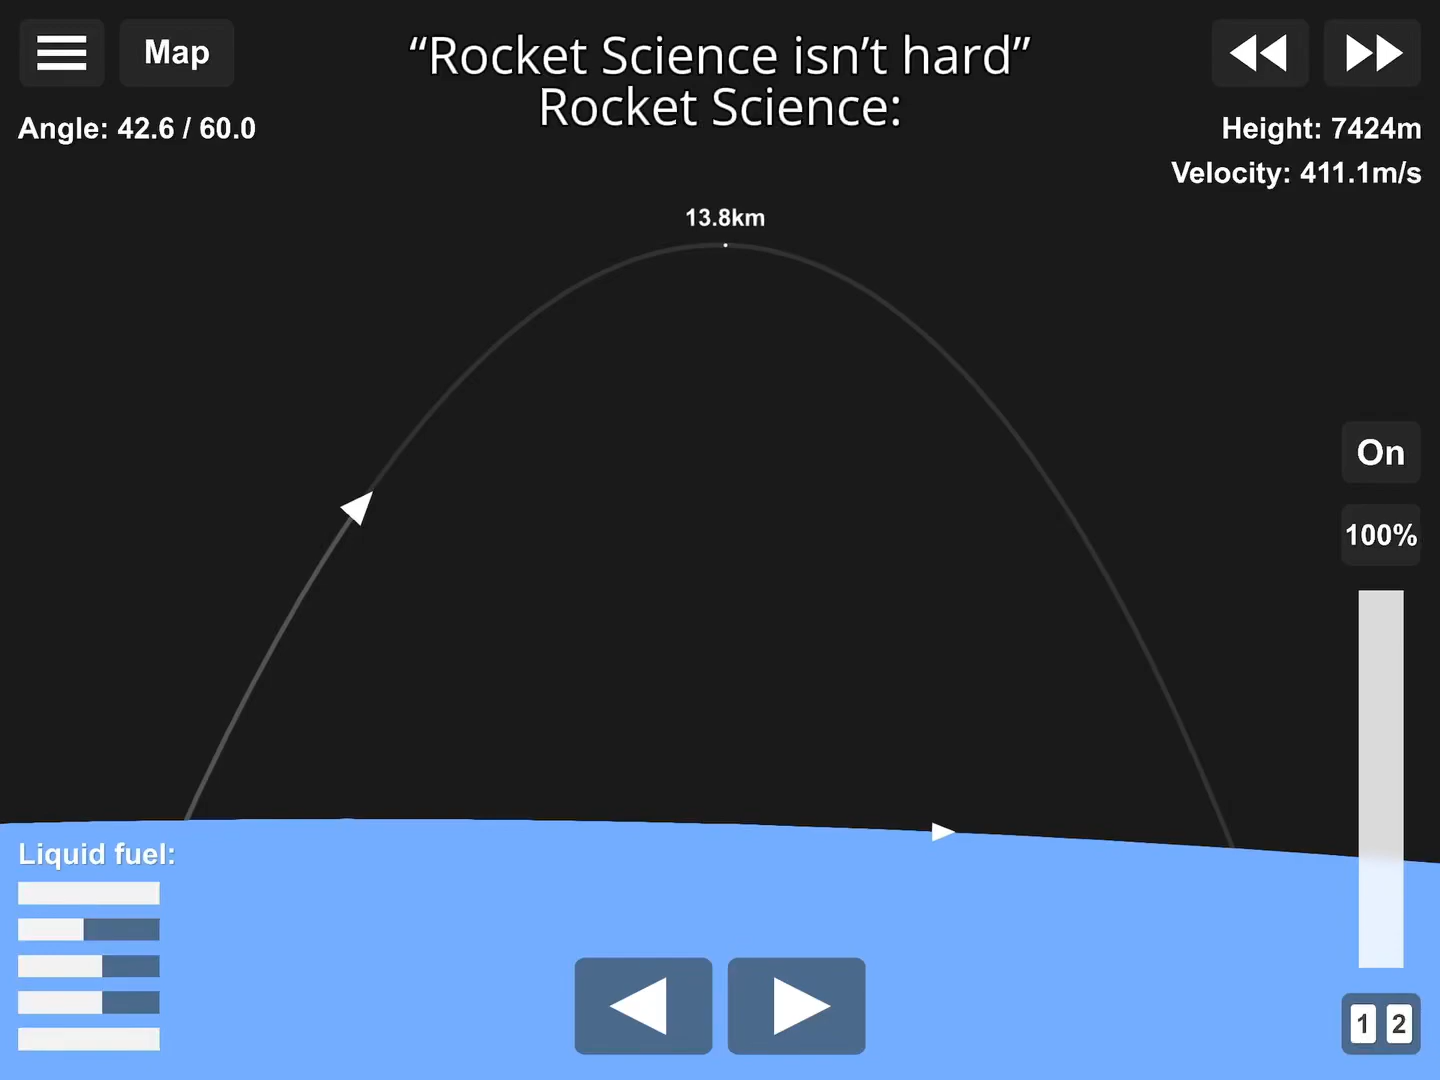 Map
“Rocket Science isn’t hard”
Rocket Science:
Angle: 42.6 / 60.0
Height: 7424m
Velocity: 411.1m/s
13.8km
On
100%
Liquid fuel:
1 2